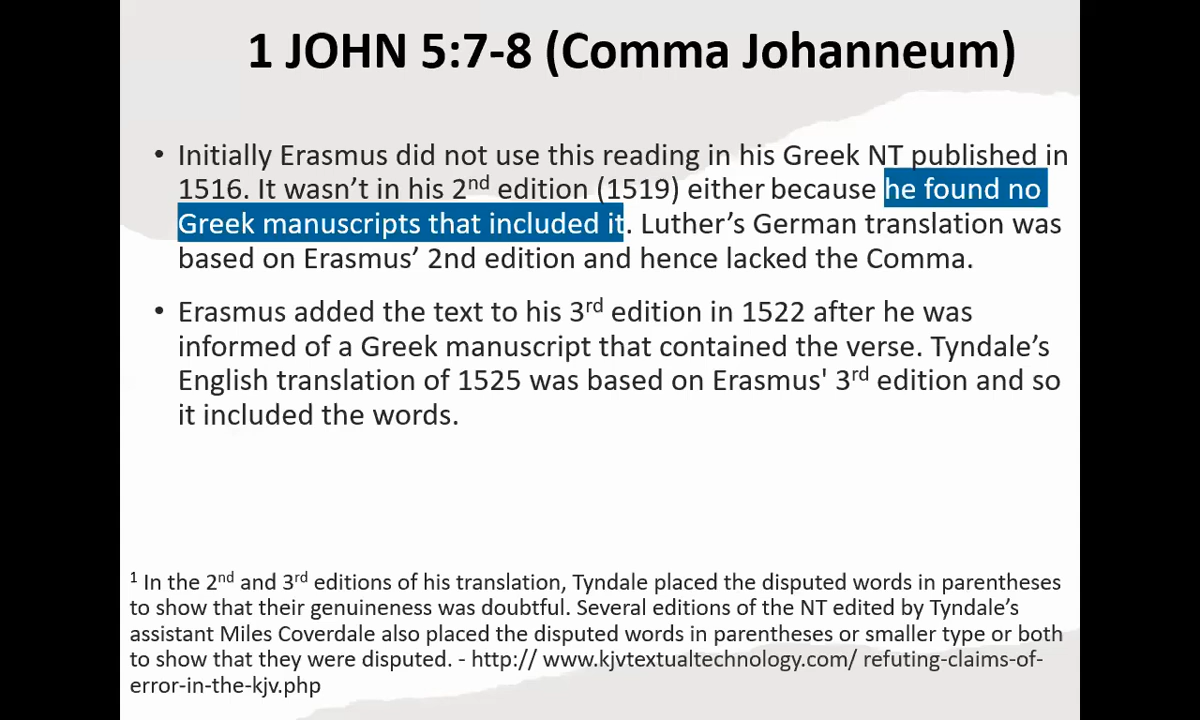 1 JOHN 5:7-8 (Comma Johanneum)
• Initially Erasmus did not use this reading in his Greek NT published in
1516. It wasn’t in his 2nd edition (1519) either because he found no
Greek manuscripts that included it. Luther’s German translation was
based on Erasmus’ 2nd edition and hence lacked the Comma.
• Erasmus added the text to his 3rd edition in 1522 after he was
informed of a Greek manuscript that contained the verse. Tyndale’s
English translation of 1525 was based on Erasmus' 3rd edition and so
it included the words.
1 In the 2nd and 3rd editions of his translation, Tyndale placed the disputed words in parentheses
to show that their genuineness was doubtful. Several editions of the NT edited by Tyndale’s
assistant Miles Coverdale also placed the disputed words in parentheses or smaller type or both
to show that they were disputed. - http:// www.kjvtextualtechnology.com/ refuting-claims-of-
error-in-the-kjv.php